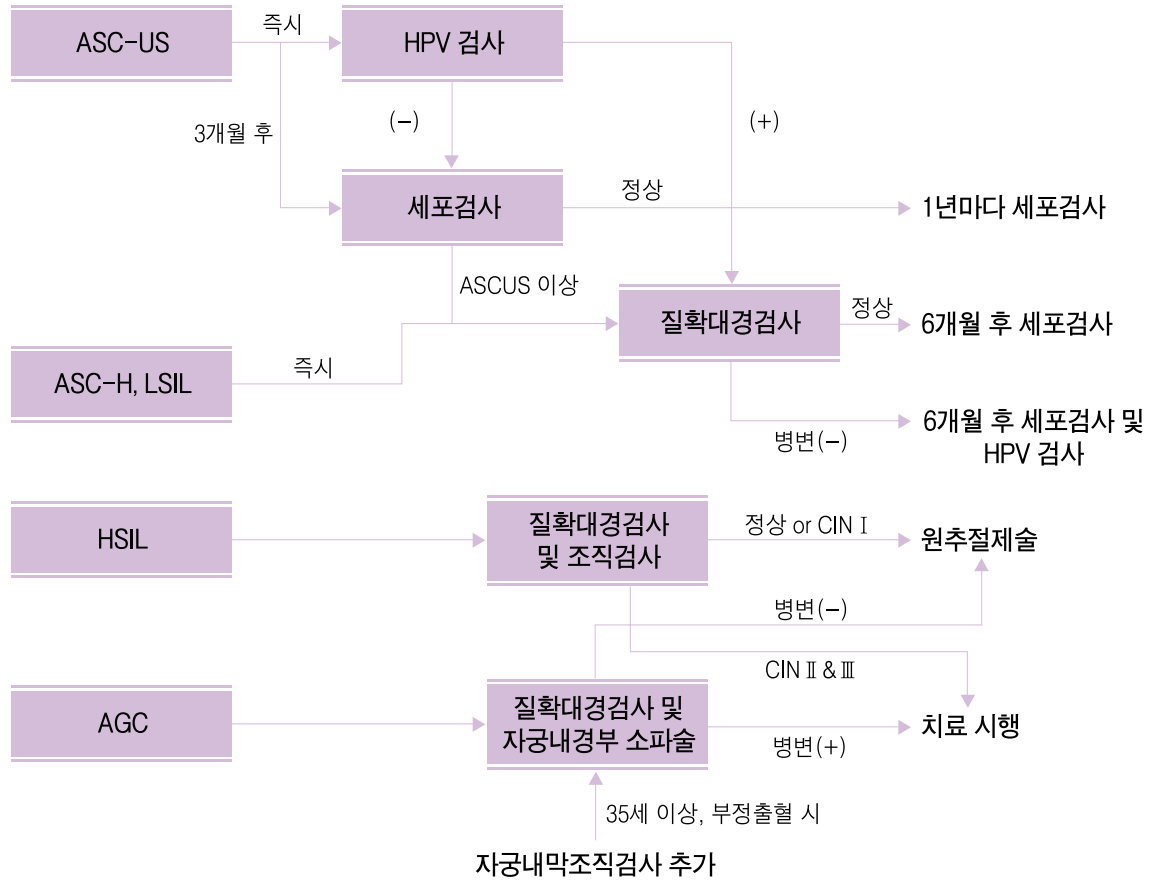 ASC-US
즉시
HPV 검사
3개월 후
(-)
(+)
세포검사
정상
1년마다 세포검사
ASCUS 이상
질확대경검사
정상
6개월 후 세포검사
ASC-H, LSIL
즉시
병변(-)
6개월 후 세포검사 및
HPV 검사
HSIL
질확대경검사
및 조직검사
정상 or CIN Ⅰ
원추절제술
병변(-)
CIN Ⅱ & Ⅲ
AGC
질확대경검사 및
자궁내경부 소파술
병변(+)
치료 시행
35세 이상, 부정출혈 시
자궁내막조직검사 추가